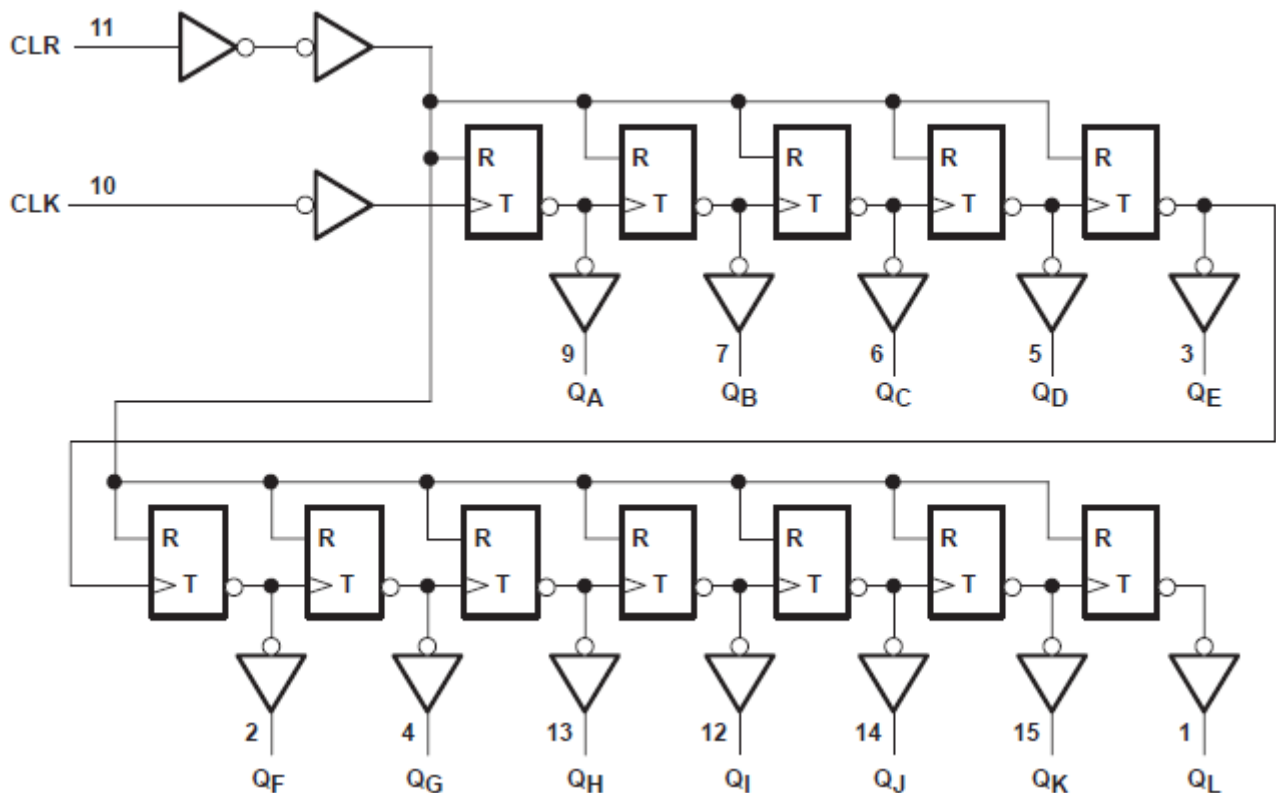 CLR 11
R R R R R
CLK 10
T T T T T
9 7 6 5 3
QA QB QC QD QE
R R R R R R R
T T T T T T T
2 4 13 12 14 15 1
QF QG QH QI QJ QK QL